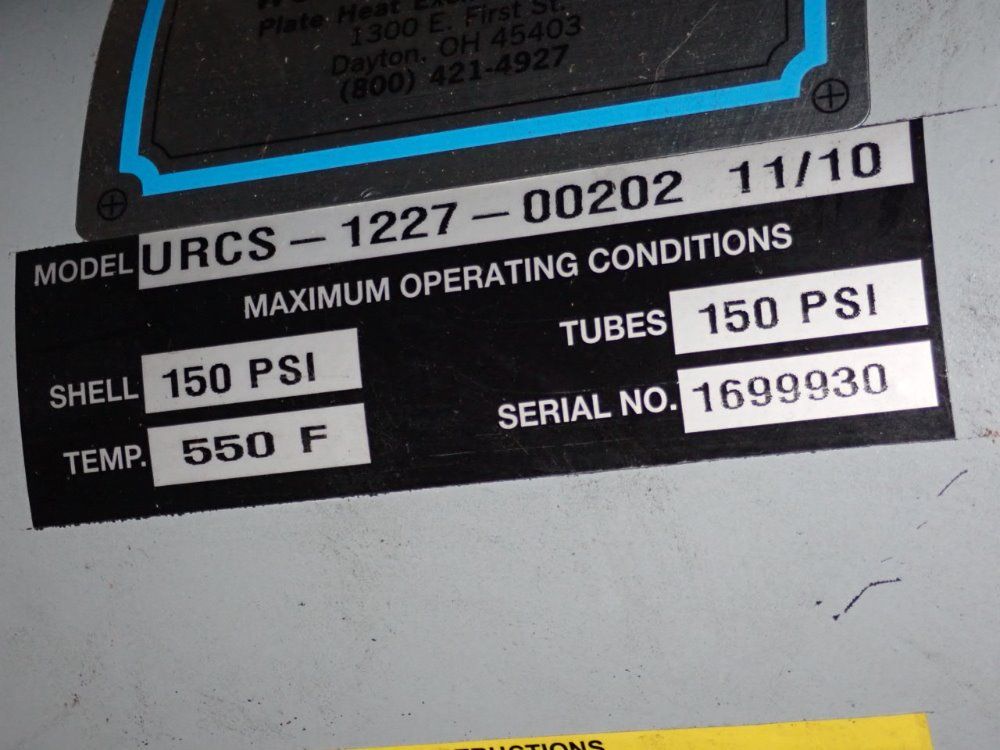 Plate Heat
1300 E. First St.
Dayton, OH 45403
(800) 421-4927
MODEL URCS – 1227 – 00202 11/10
MAXIMUM OPERATING CONDITIONS
SHELL 150 PSI TUBES 150 PSI
TEMP. 550 F SERIAL NO. 1699930